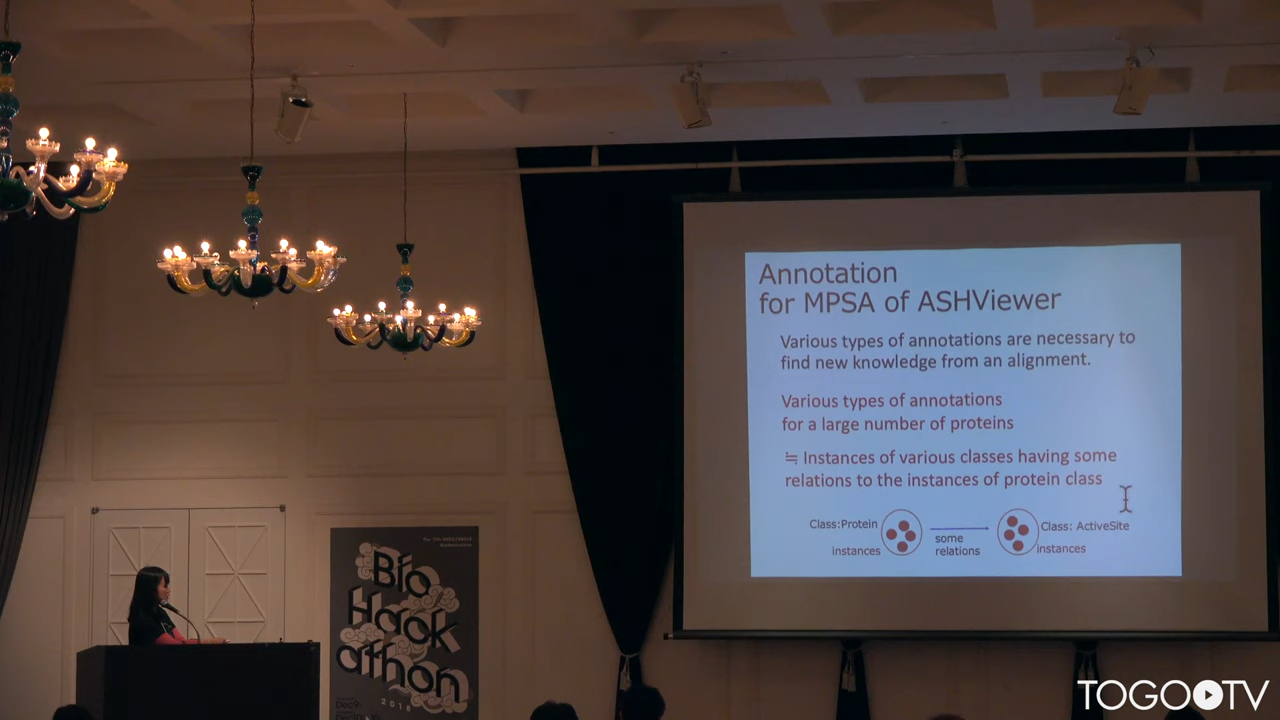 Annotation
for MPSA of ASHViewer
Various types of annotations are necessary to
find new knowledge from an alignment.
Various types of annotations
for a large number of proteins
≒ Instances of various classes having some
relations to the instances of protein class
Class:Protein
instances
some
relations
Class: ActiveSite
instances
Bio
Hack
athon
2018
TOGOTV